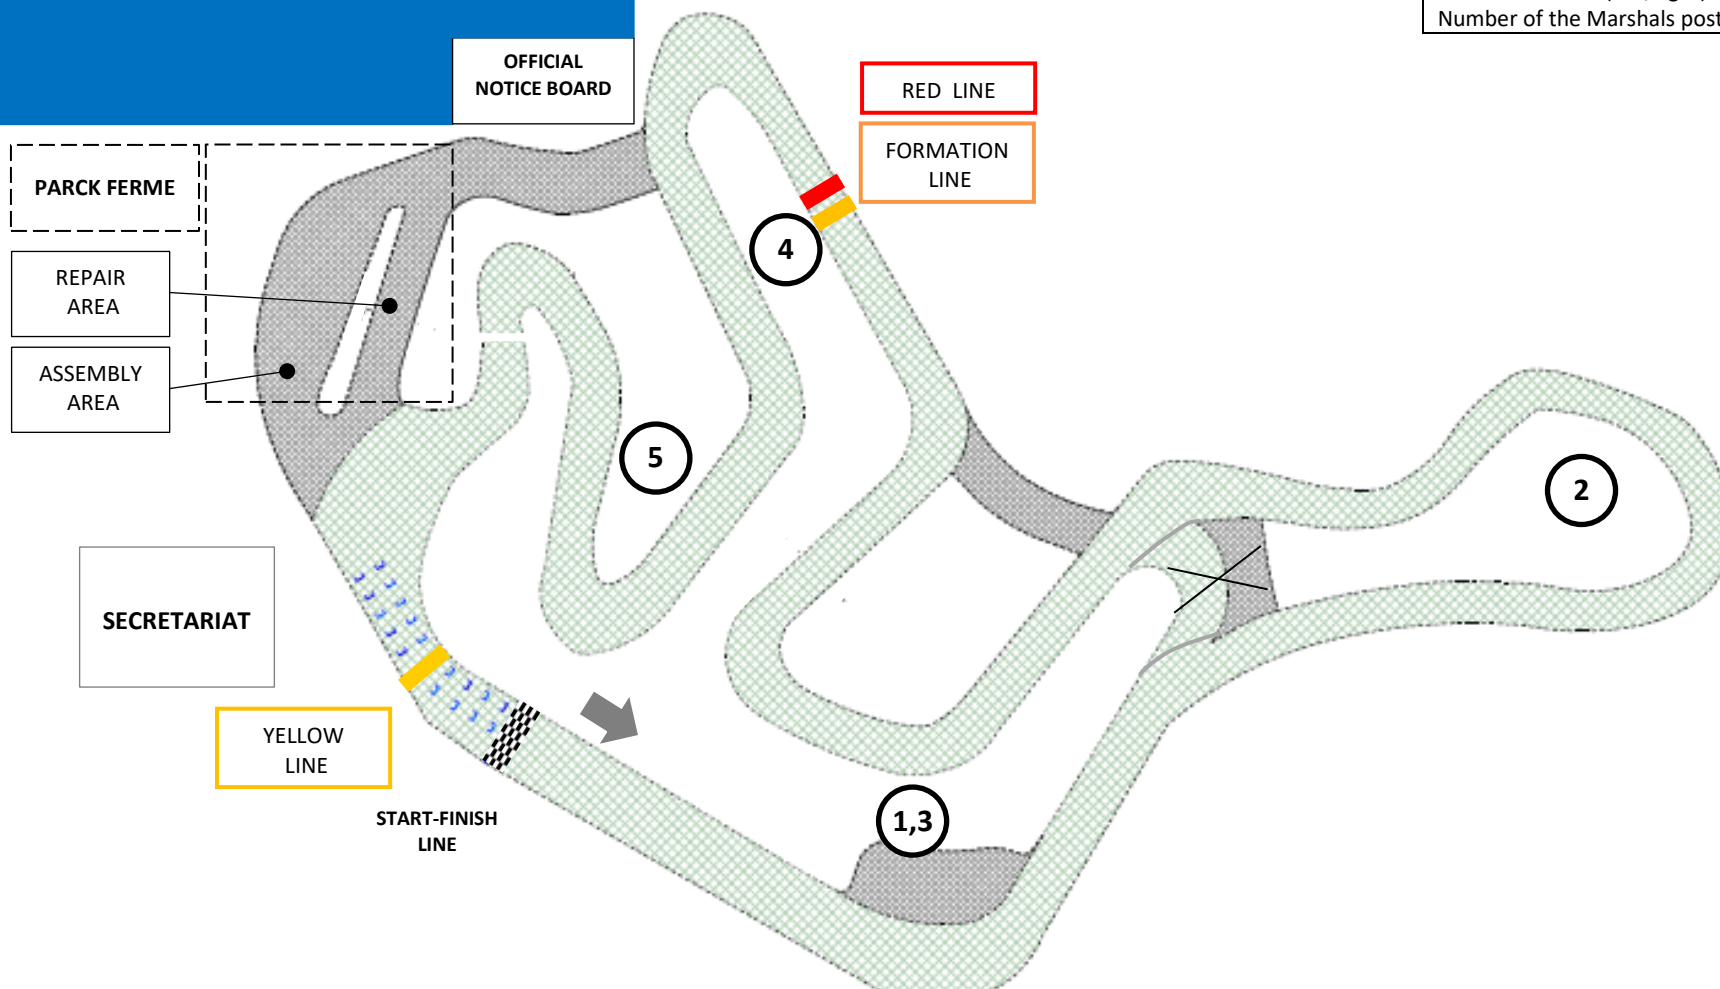 Number of the Marshals post
OFFICIAL
NOTICE BOARD
RED LINE
FORMATION
LINE
PARCK FERME
REPAIR
AREA
ASSEMBLY
AREA
4
5
2
SECRETARIAT
YELLOW
LINE
START-FINISH
LINE
1,3